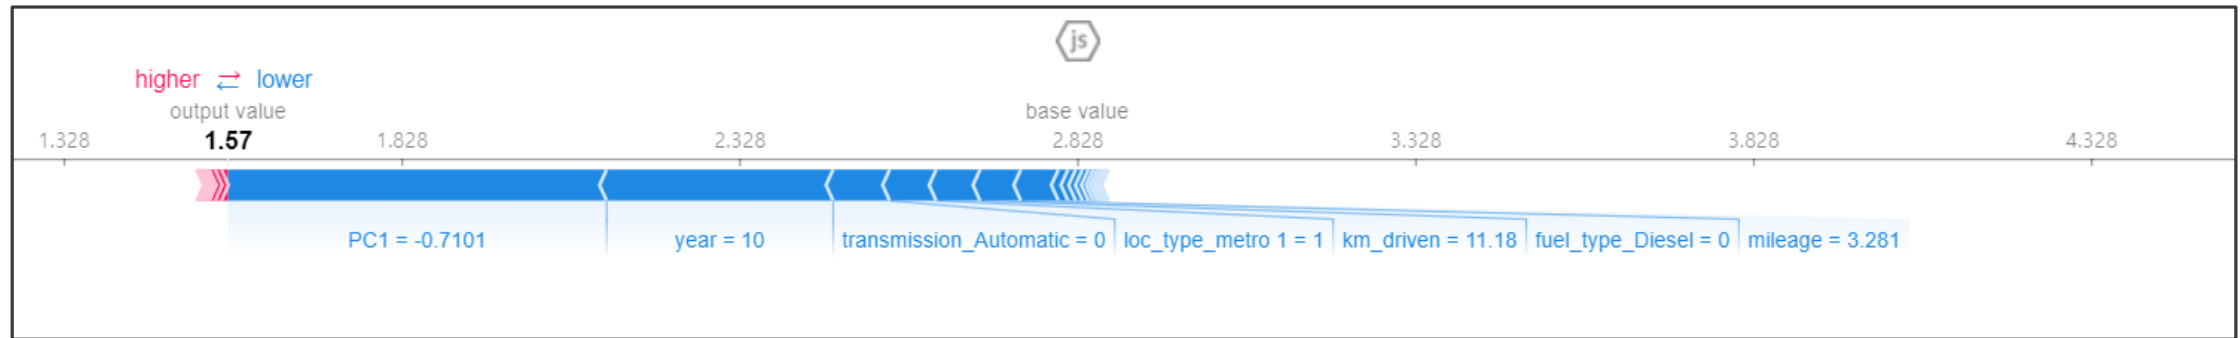 js
higher ⇄ lower
output value base value
1.328 1.57 1.828 2.328 2.828 3.328 3.828 4.328
PC1 = -0.7101 year = 10 transmission_Automatic = 0 loc_type_metro 1 = 1 km_driven = 11.18 fuel_type_Diesel = 0 mileage = 3.281